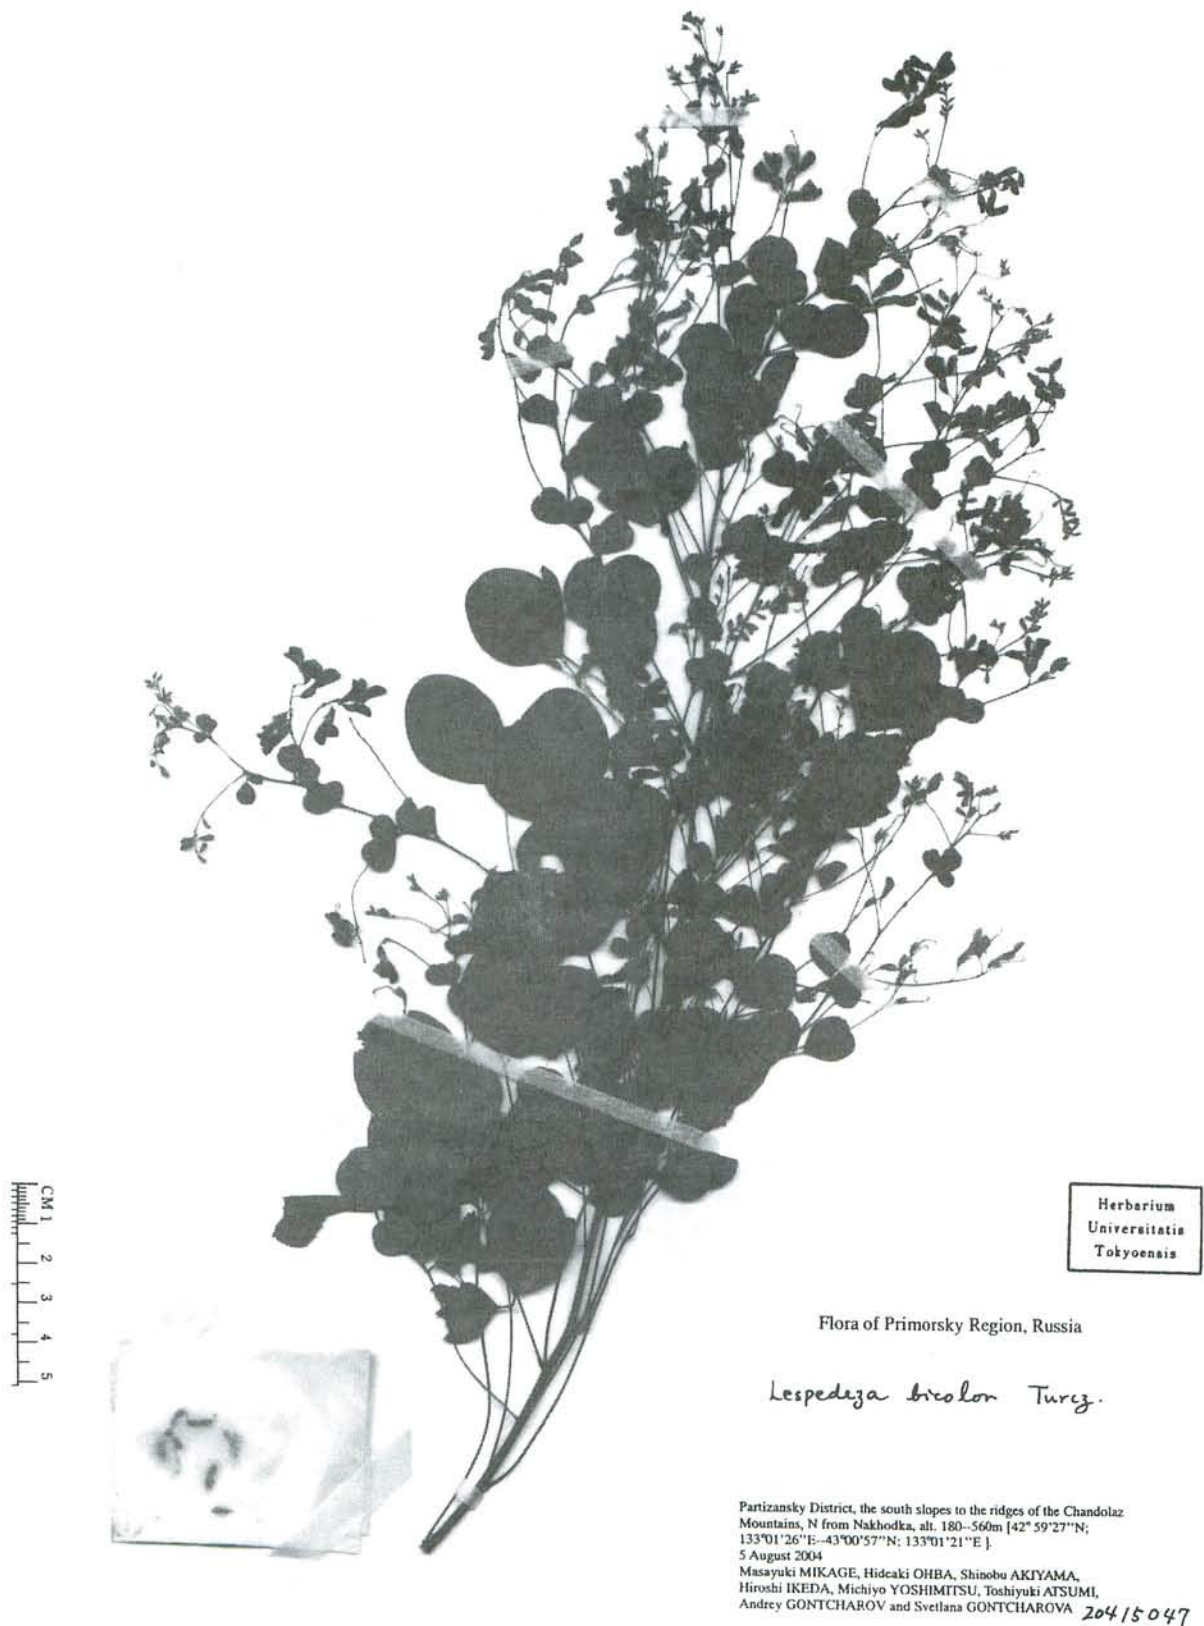 CM 1
2
3
4
5
Herbarium
Universitatis
Tokyoensis
Flora of Primorsky Region, Russia
Lespedeza bicolor Turcz.
Partizansky District, the south slopes to the ridges of the Chandolaz
Mountains, N from Nakhodka, alt. 180--560m [42° 59'27''N;
133°01'26''E--43°00'57''N; 133°01'21''E ].
5 August 2004
Masayuki MIKAGE, Hideaki OHBA, Shinobu AKIYAMA,
Hiroshi IKEDA, Michiyo YOSHIMITSU, Toshiyuki ATSUMI,
Andrey GONTCHAROV and Svetlana GONTCHAROVA 20415047